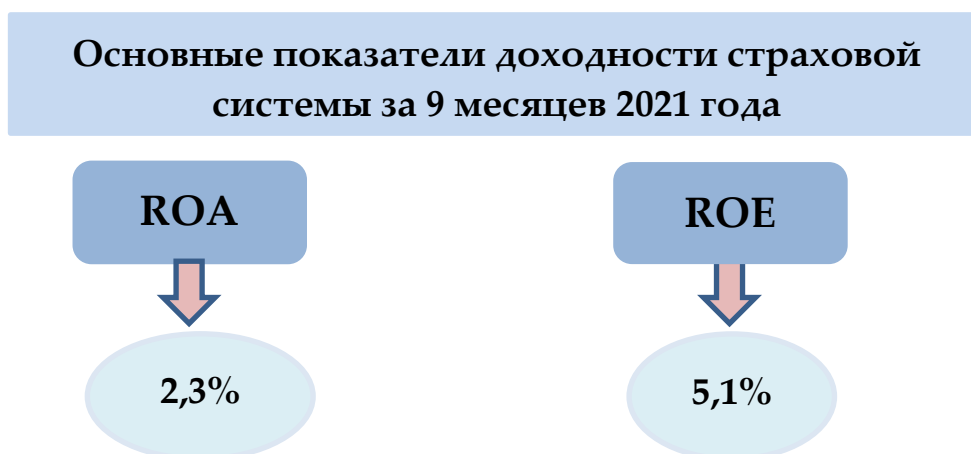 Основные показатели доходности страховой
системы за 9 месяцев 2021 года
ROA
ROE
2,3%
5,1%